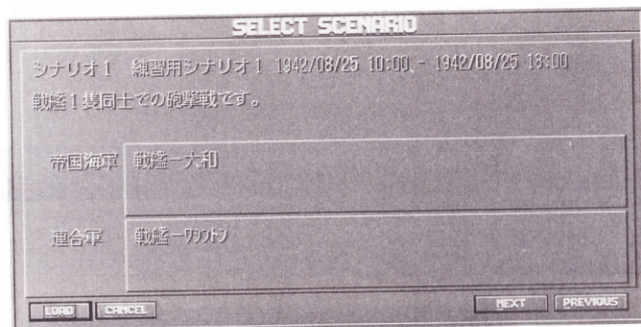 SELECT SCENARIO
シナリオ1 練習用シナリオ1 1942/08/25 10:00 - 1942/08/25 18:00
戦艦1隻同士での砲撃戦です。
帝国海軍 戦艦ー大和
連合軍 戦艦ーワシントン
LOAD CANCEL NEXT PREVIOUS